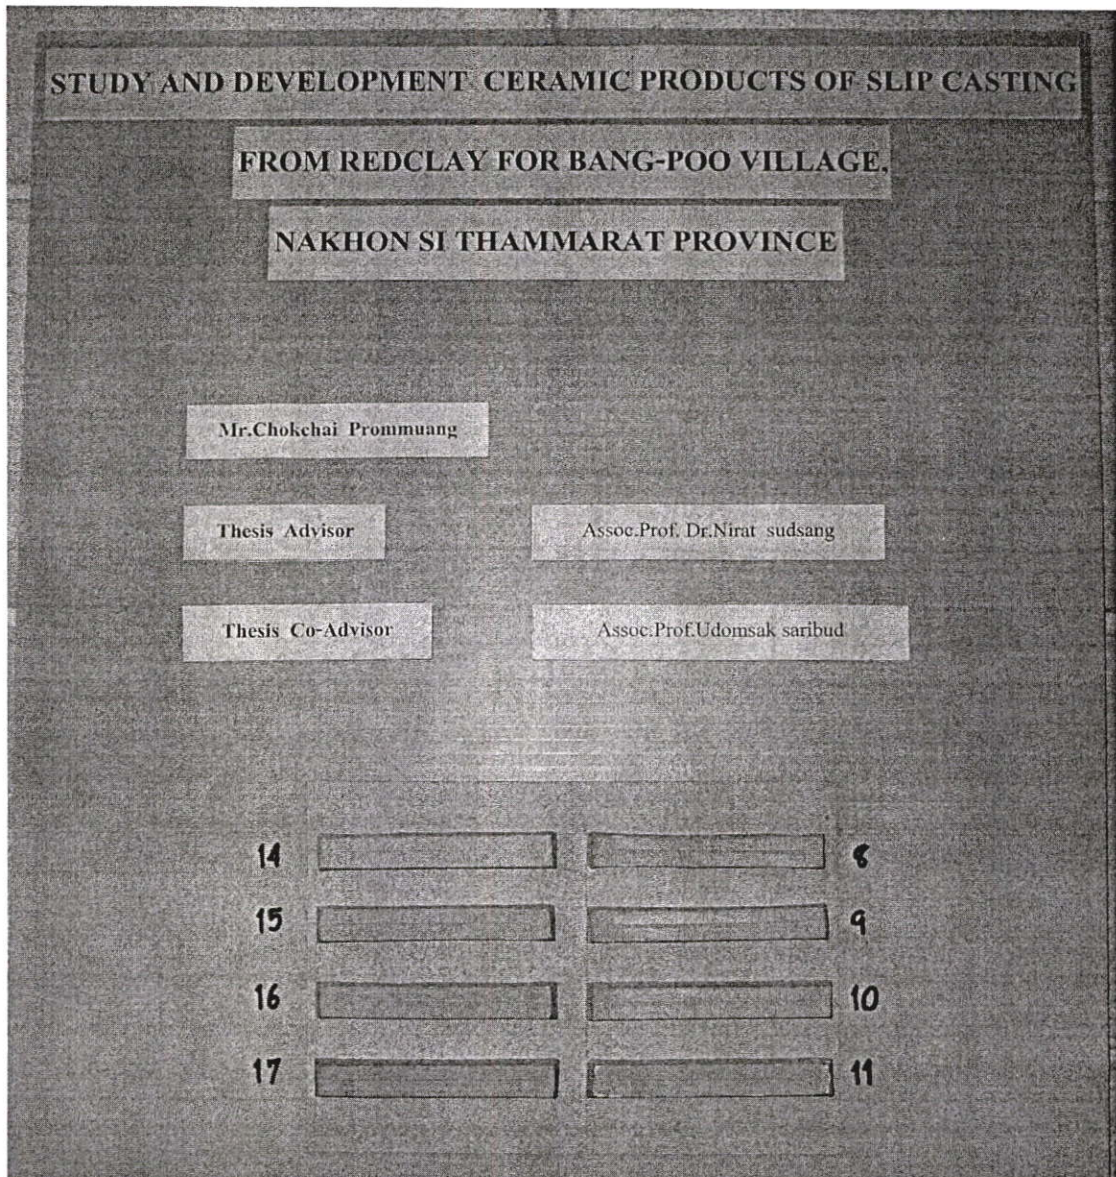 STUDY AND DEVELOPMENT CERAMIC PRODUCTS OF SLIP CASTING
FROM REDCLAY FOR BANG-POO VILLAGE,
NAKHON SI THAMMARAT PROVINCE
Mr.Chokchai Prommuang
Thesis Advisor Assoc.Prof. Dr.Nirat sudsang
Thesis Co-Advisor Assoc.Prof.Udomsak saribud
14 8
15 9
16 10
17 11